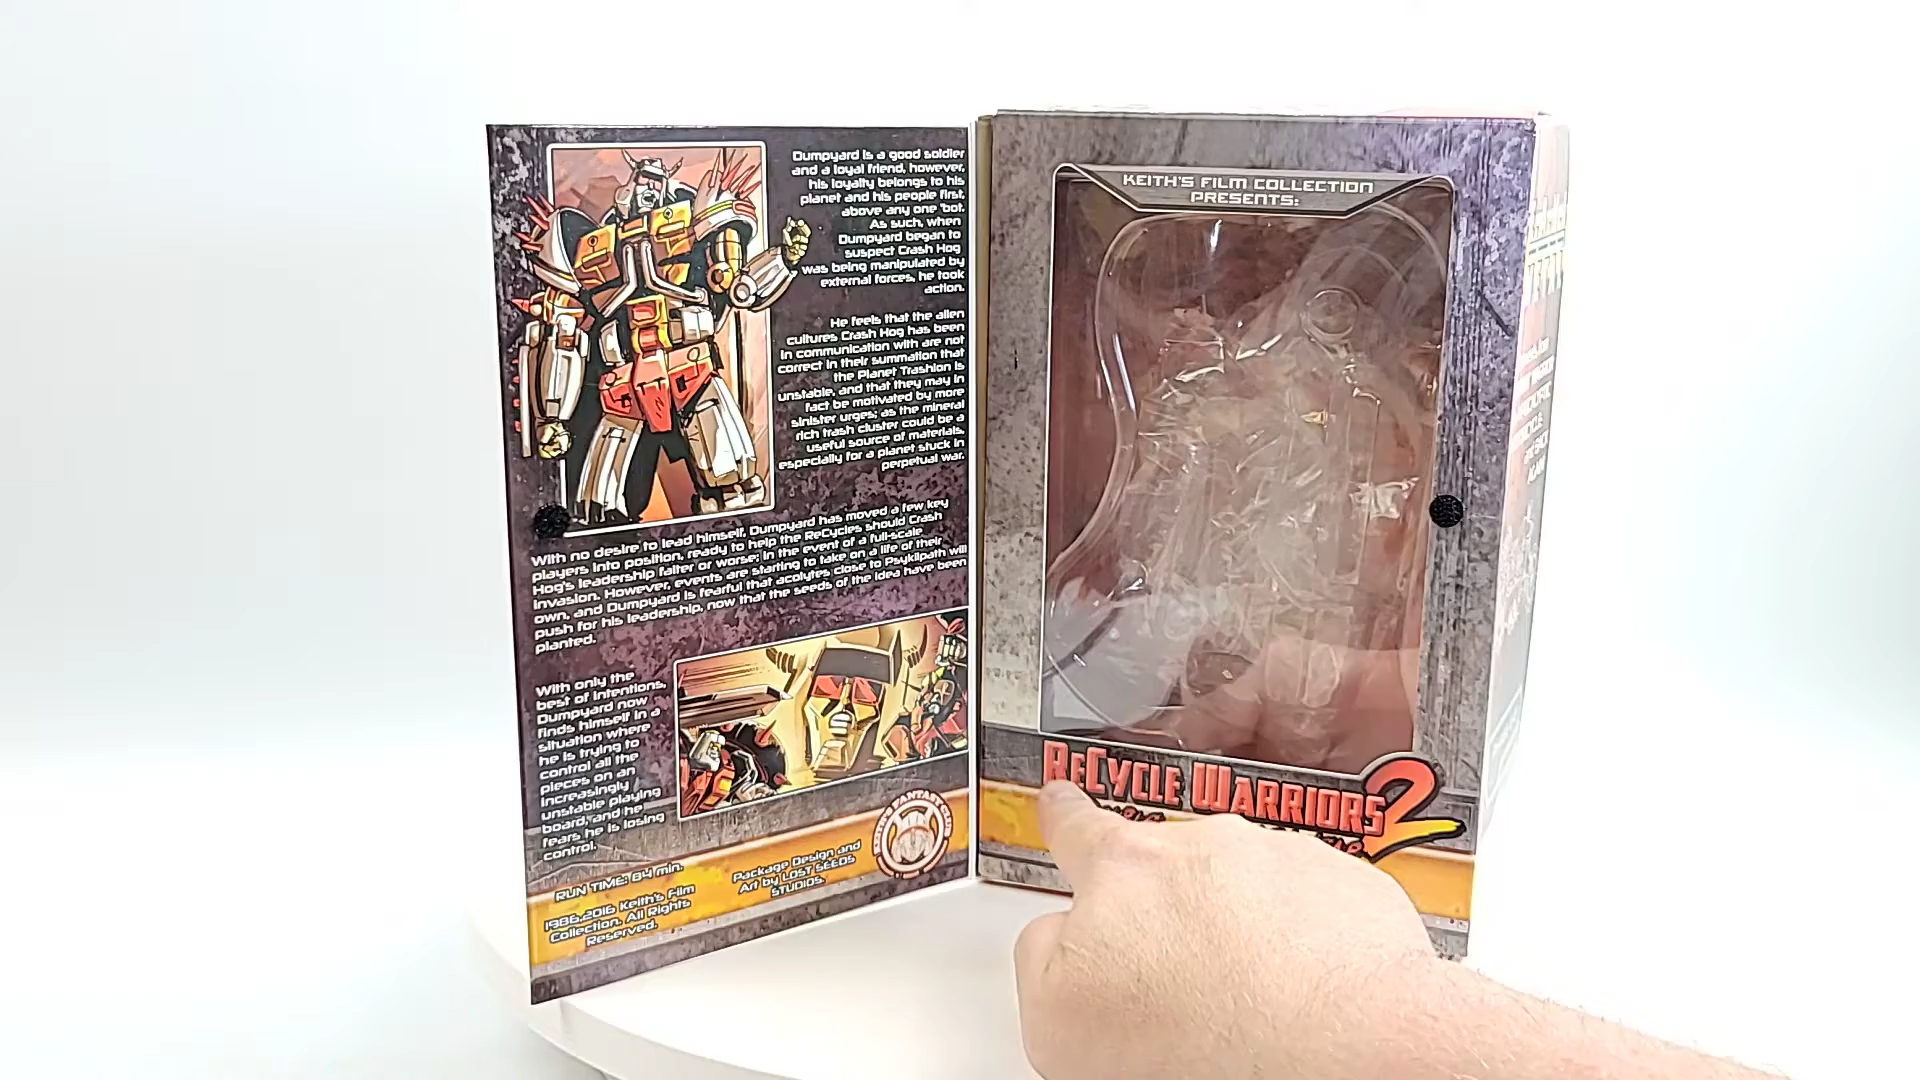 Dumpyard is a good soldier
and a loyal friend, however,
his loyalty belongs to his
planet and his people first,
above any one 'bot.
As such, when
Dumpyard began to
suspect Crash Hog
was being manipulated by
external forces, he took
action.
He feels that the alien
cultures Crash Hog has been
in communication with are not
correct in their summation that
the Planet Trashion is
unstable, and that they may in
fact be motivated by more
sinister urges; as the mineral
rich trash cluster could be a
useful source of materials,
especially for a planet stuck in
perpetual war.
With no desire to lead himself, Dumpyard has moved a few key
players into position, ready to help the ReCycles should Crash
Hog's leadership falter or worse; in the event of a full-scale
invasion. However, events are starting to take on a life of their
own, and Dumpyard is fearful that acolytes close to Psykilpath will
push for his leadership, now that the seeds of the idea have been
planted.
With only the
best of intentions,
Dumpyard now
finds himself in a
situation where
he is trying to
control all the
pieces on an
increasingly
unstable playing
board, and he
fears he is losing
control.
RUN TIME: 84 min.
1986,2016 Keith's Film
Collection. All Rights
Reserved.
Package Design and
Art by LOST SEEDS
STUDIOS.
KEITH'S FANTASY CLUB
KEITH'S FILM COLLECTION
PRESENTS:
RECYCLE WARRIORS 2